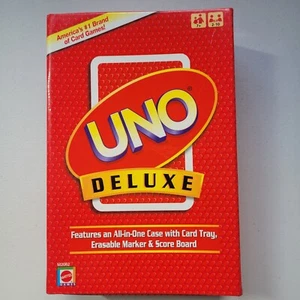 America's #1 Brand
of Card Games!
UNO
DELUXE
Features an All-in-One Case with Card Tray,
Erasable Marker & Score Board